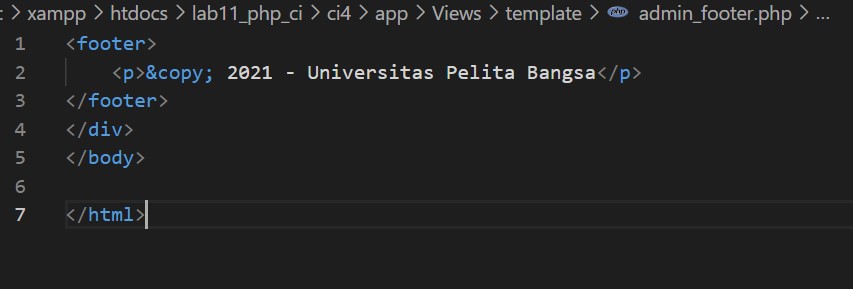 > xampp > htdocs > lab11_php_ci > ci4 > app > Views > template > php admin_footer.php > ...
1 <footer>
2     <p>&copy; 2021 - Universitas Pelita Bangsa</p>
3 </footer>
4 </div>
5 </body>
6
7 </html>